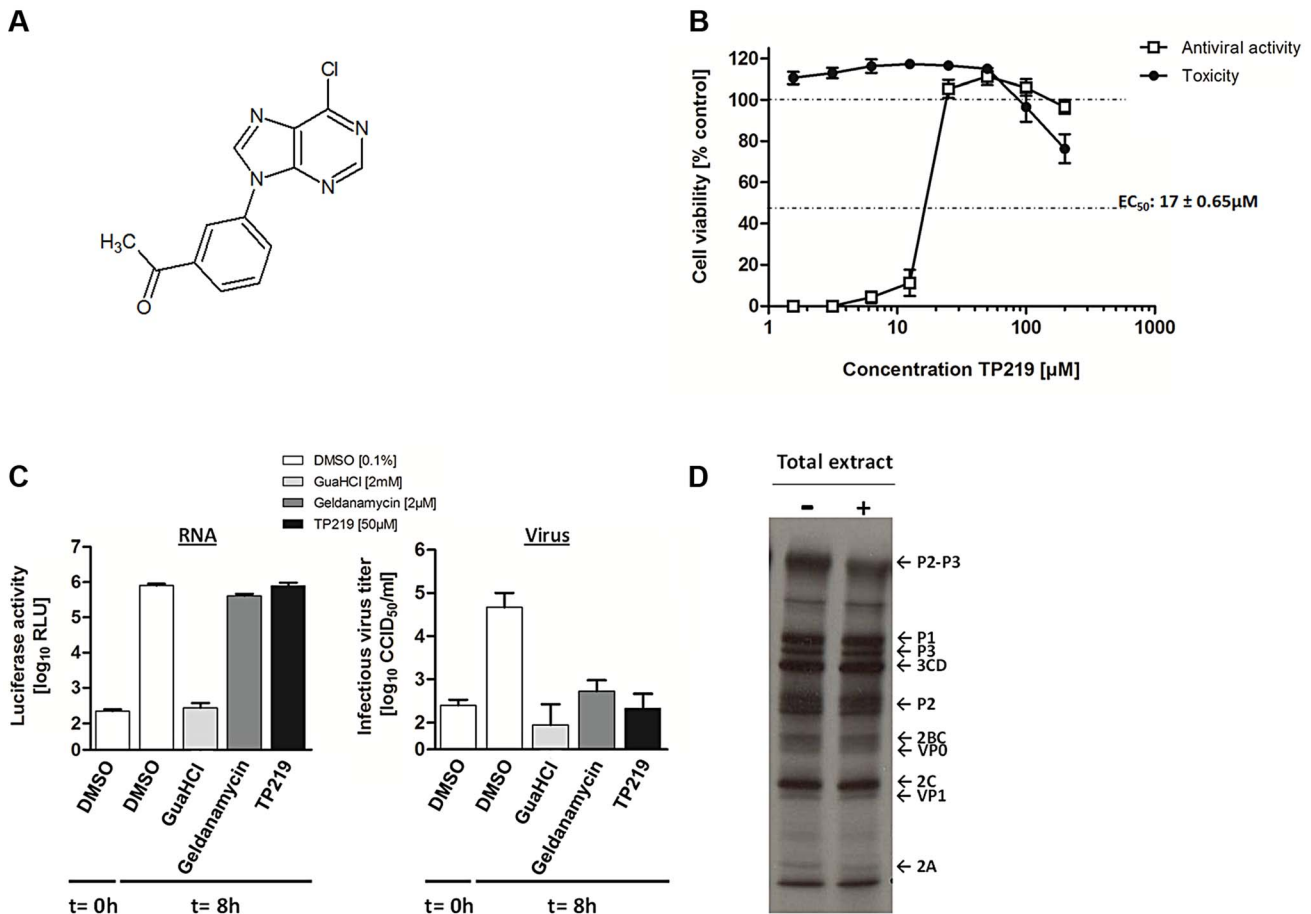 A
Cl
N
N
N
N
H₃C
O
B
Antiviral activity
Toxicity
Cell viability [% control]
120
100
80
60
40
20
0
EC₅₀: 17 ± 0.65µM
1
10
100
1000
Concentration TP219 [µM]
C
DMSO [0.1%]
GuaHCl [2mM]
Geldanamycin [2µM]
TP219 [50µM]
RNA
Luciferase activity
[log₁₀ RLU]
7
6
5
4
3
2
0
DMSO
DMSO
GuaHCl
Geldanamycin
TP219
t= 0h
t= 8h
Virus
Infectious virus titer
[log₁₀ CCID₅₀/ml]
6
5
4
3
2
0
DMSO
DMSO
GuaHCl
Geldanamycin
TP219
t= 0h
t= 8h
D
Total extract
- +
← P2-P3
← P1
← P3
← 3CD
← P2
← 2BC
← VP0
← 2C
← VP1
← 2A